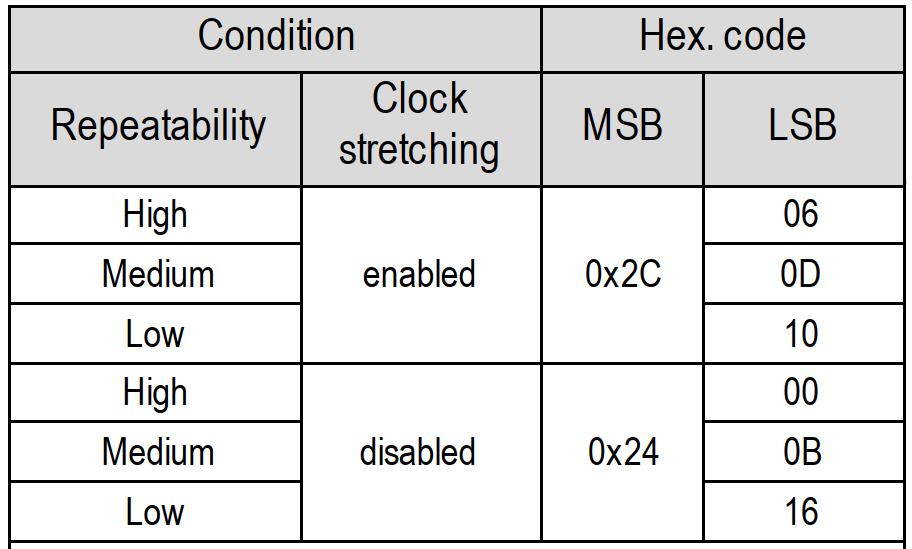 Condition Hex. code
Repeatability Clock stretching MSB LSB
High enabled 0x2C 06
Medium 0D
Low 10
High disabled 0x24 00
Medium 0B
Low 16